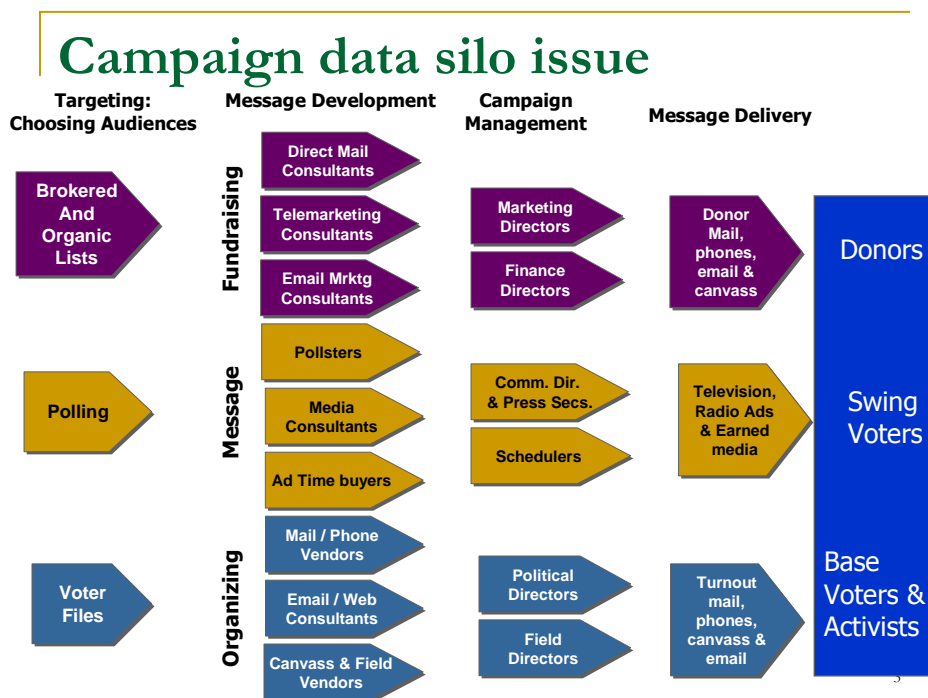 Campaign data silo issue
Targeting:
Choosing Audiences
Message Development
Campaign
Management
Message Delivery
Fundraising
Brokered
And
Organic
Lists
Direct Mail
Consultants
Telemarketing
Consultants
Email Mrktg
Consultants
Marketing
Directors
Finance
Directors
Donor
Mail,
phones,
email &
canvass
Donors
Message
Polling
Pollsters
Media
Consultants
Ad Time buyers
Comm. Dir.
& Press Secs.
Schedulers
Television,
Radio Ads
& Earned
media
Swing
Voters
Organizing
Voter
Files
Mail / Phone
Vendors
Email / Web
Consultants
Canvass & Field
Vendors
Political
Directors
Field
Directors
Turnout
mail,
phones,
canvass &
email
Base
Voters &
Activists